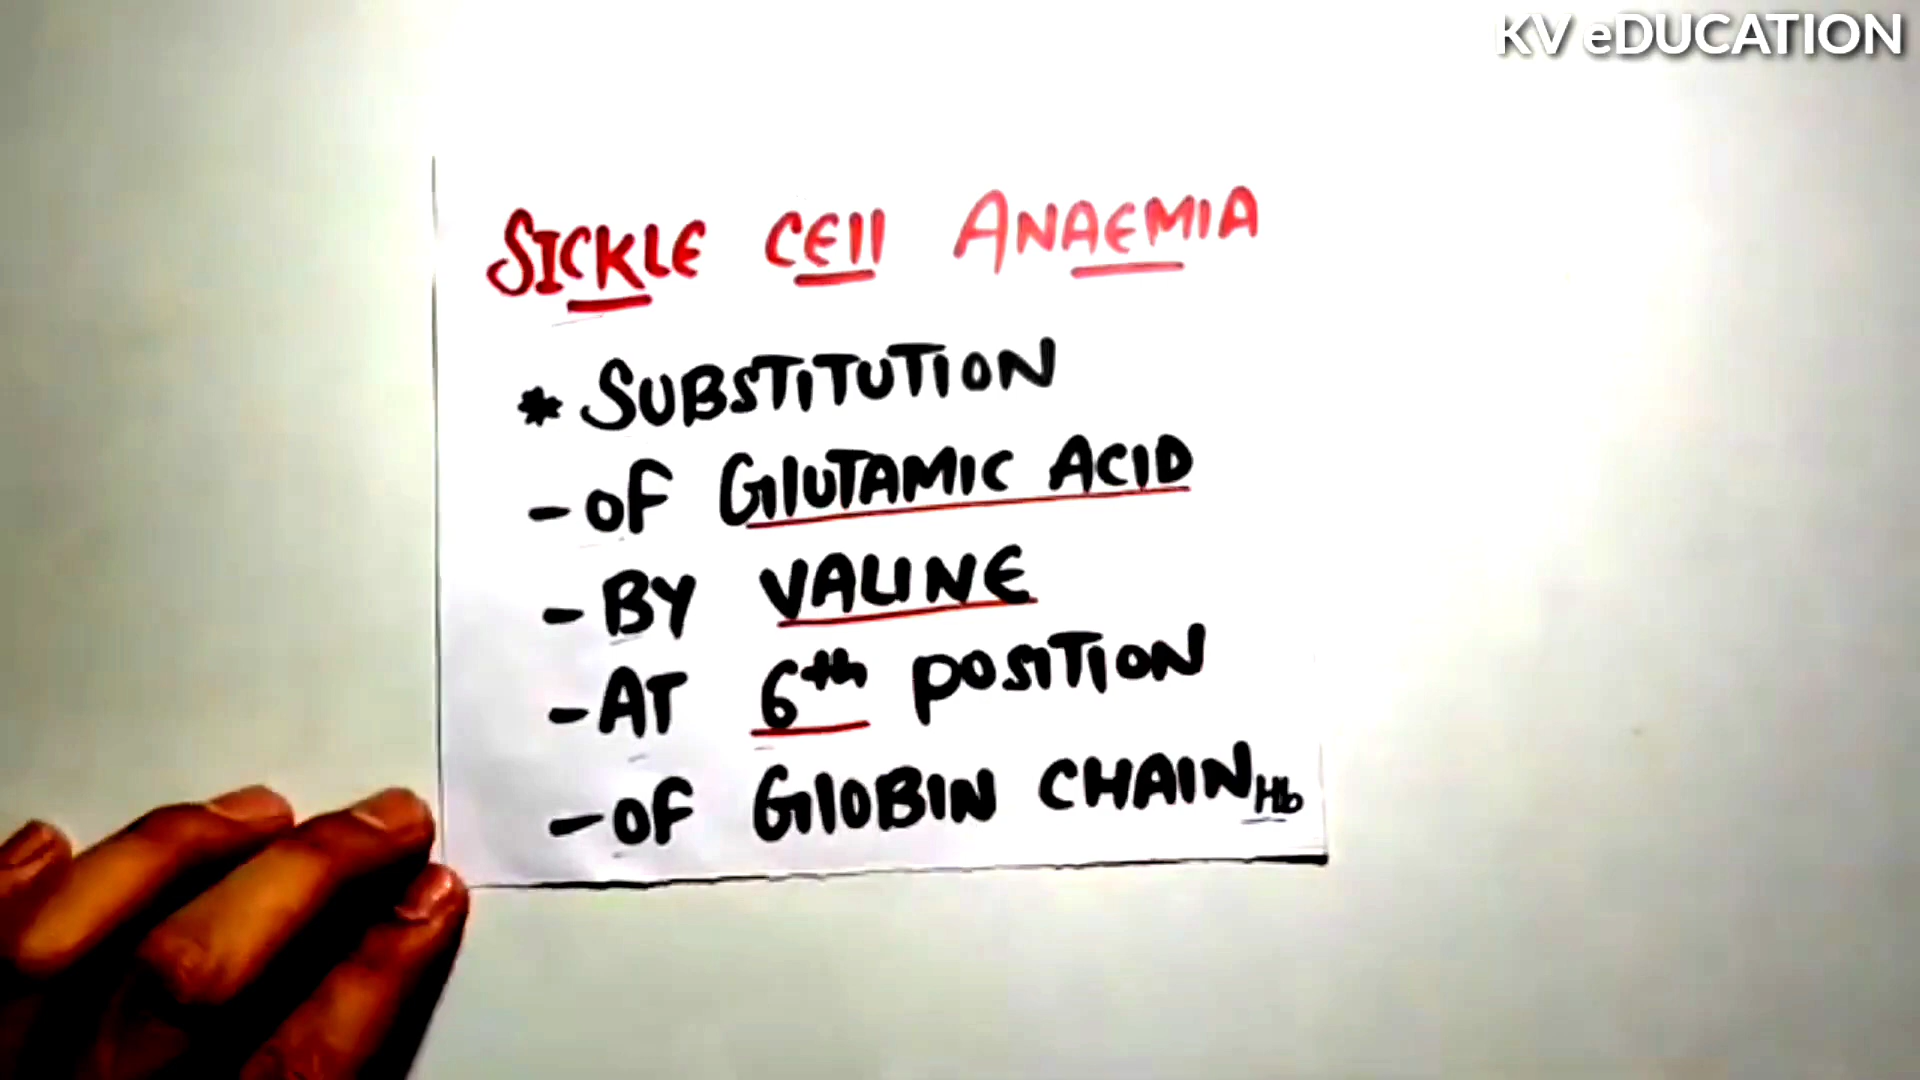 KV eDUCATION
SICKLE CEll ANAEMIA
* SUBSTITUTION
- OF GlUTAMIC ACID
- BY VALINE
- AT 6th POSITION
- OF GlOBIN CHAIN Hb